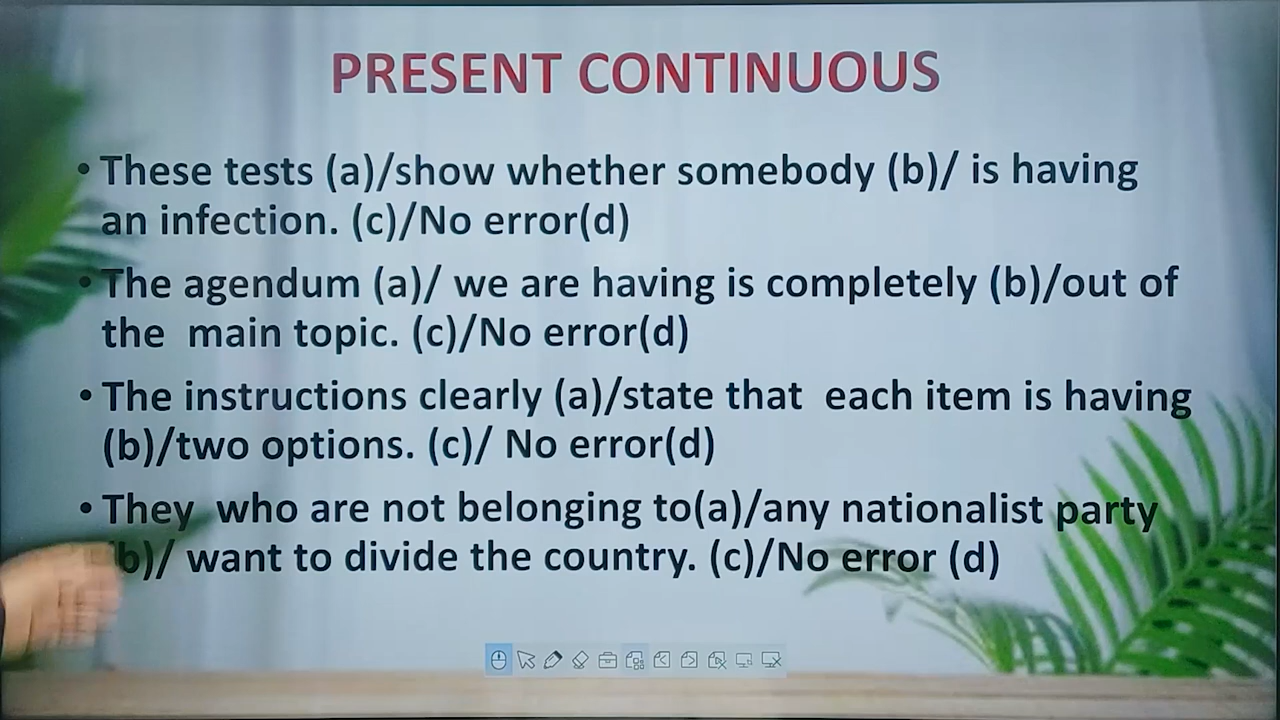 PRESENT CONTINUOUS
• These tests (a)/show whether somebody (b)/ is having
an infection. (c)/No error(d)
• The agendum (a)/ we are having is completely (b)/out of
the main topic. (c)/No error(d)
• The instructions clearly (a)/state that each item is having
(b)/two options. (c)/ No error(d)
• They who are not belonging to(a)/any nationalist party
(b)/ want to divide the country. (c)/No error (d)